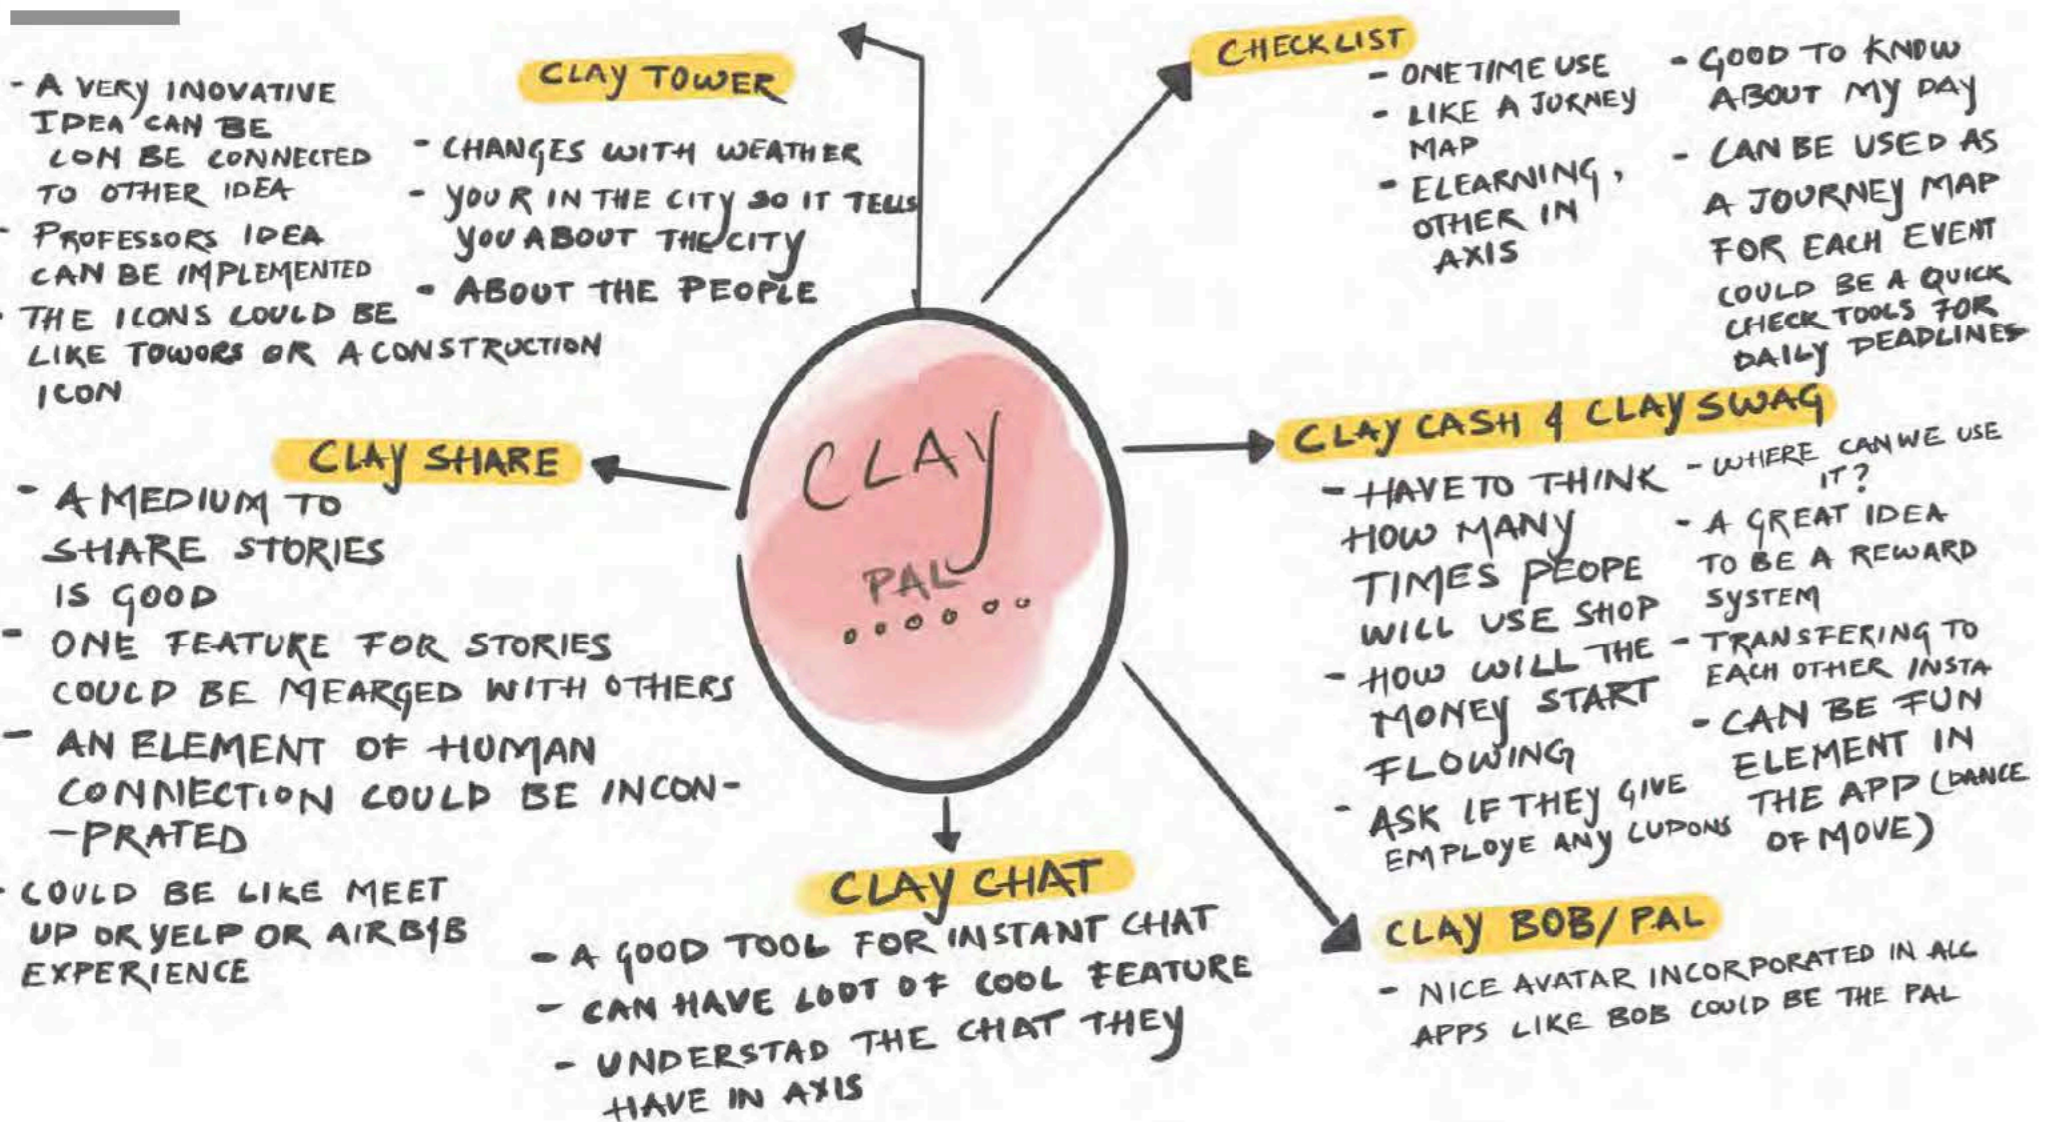 CLAY
PAL
CLAY TOWER
- A VERY INOVATIVE
IDEA CAN BE
CON BE CONNECTED
TO OTHER IDEA
- PROFESSORS IDEA
CAN BE IMPLEMENTED
- THE ICONS COULD BE
LIKE TOWORS OR A CONSTRUCTION
ICON
- CHANGES WITH WEATHER
- YOU R IN THE CITY SO IT TELLS
YOU ABOUT THE CITY
- ABOUT THE PEOPLE
CHECKLIST
- ONE TIME USE
- LIKE A JURNEY
MAP
- ELEARNING,
OTHER IN
AXIS
- GOOD TO KNOW
ABOUT MY DAY
- CAN BE USED AS
A JOURNEY MAP
FOR EACH EVENT
COULD BE A QUICK
CHECK TOOLS FOR
DAILY DEADLINES
CLAY SHARE
- A MEDIUM TO
SHARE STORIES
IS GOOD
- ONE FEATURE FOR STORIES
COULD BE MEARGED WITH OTHERS
- AN ELEMENT OF HUMAN
CONNECTION COULD BE INCON-
-PRATED
- COULD BE LIKE MEET
UP OR YELP OR AIRB&B
EXPERIENCE
CLAY CASH & CLAY SWAG
- HAVE TO THINK
HOW MANY
TIMES PEOPE
WILL USE SHOP
- HOW WILL THE
MONEY START
FLOWING
- ASK IF THEY GIVE
EMPLOYE ANY CUPONS
- WHERE CAN WE USE
IT?
- A GREAT IDEA
TO BE A REWARD
SYSTEM
- TRANSFERING TO
EACH OTHER INSTA
- CAN BE FUN
ELEMENT IN
THE APP (DANCE
OF MOVE)
CLAY CHAT
- A GOOD TOOL FOR INSTANT CHAT
- CAN HAVE LOOT OF COOL FEATURE
- UNDERSTAD THE CHAT THEY
HAVE IN AXIS
CLAY BOB/PAL
- NICE AVATAR INCORPORATED IN ALL
APPS LIKE BOB COULD BE THE PAL